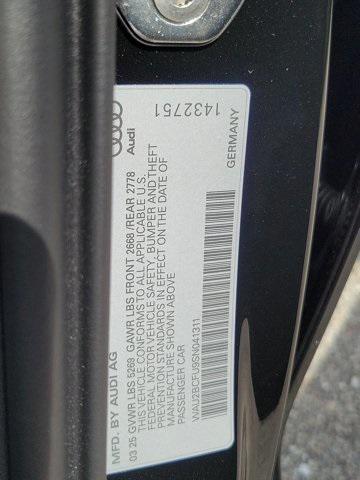 MFD. BY AUDI AG
03 25 GVWR LBS 5269 GAWR LBS FRONT 2668 /REAR 2778
THIS VEHICLE CONFORMS TO ALL APPLICABLE U.S.
FEDERAL MOTOR VEHICLE SAFETY, BUMPER AND THEFT
PREVENTION STANDARDS IN EFFECT ON THE DATE OF
MANUFACTURE SHOWN ABOVE
PASSENGER CAR
WAU2BCFU9SN041311
Audi
1432751
GERMANY